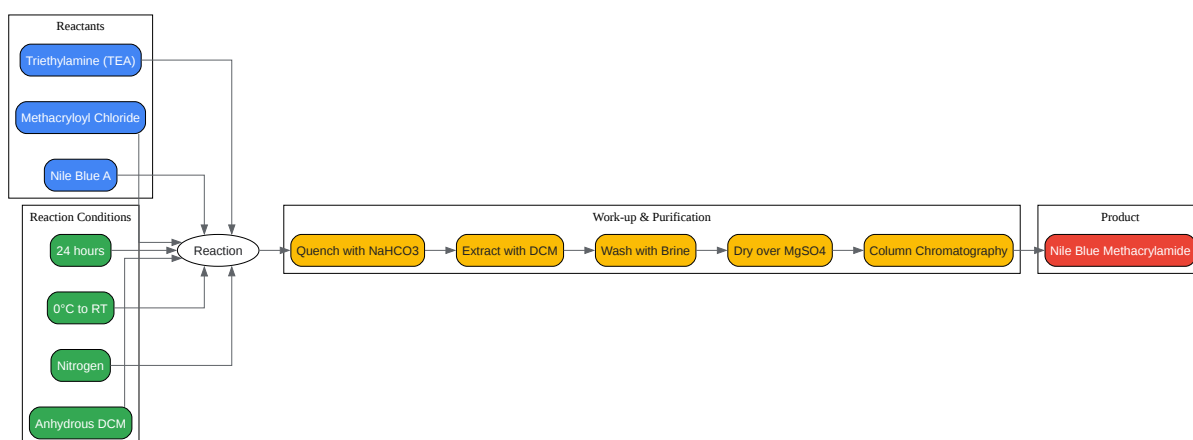 Reactants
Triethylamine (TEA)
Methacryloyl Chloride
Nile Blue A
Reaction Conditions
24 hours
0°C to RT
Nitrogen
Anhydrous DCM
Reaction
Work-up & Purification
Quench with NaHCO3
Extract with DCM
Wash with Brine
Dry over MgSO4
Column Chromatography
Product
Nile Blue Methacrylamide